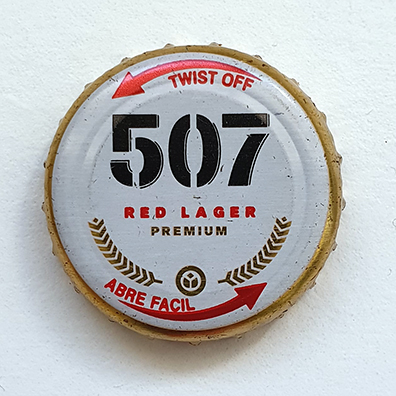 TWIST OFF
507
RED LAGER
PREMIUM
ABRE FACIL